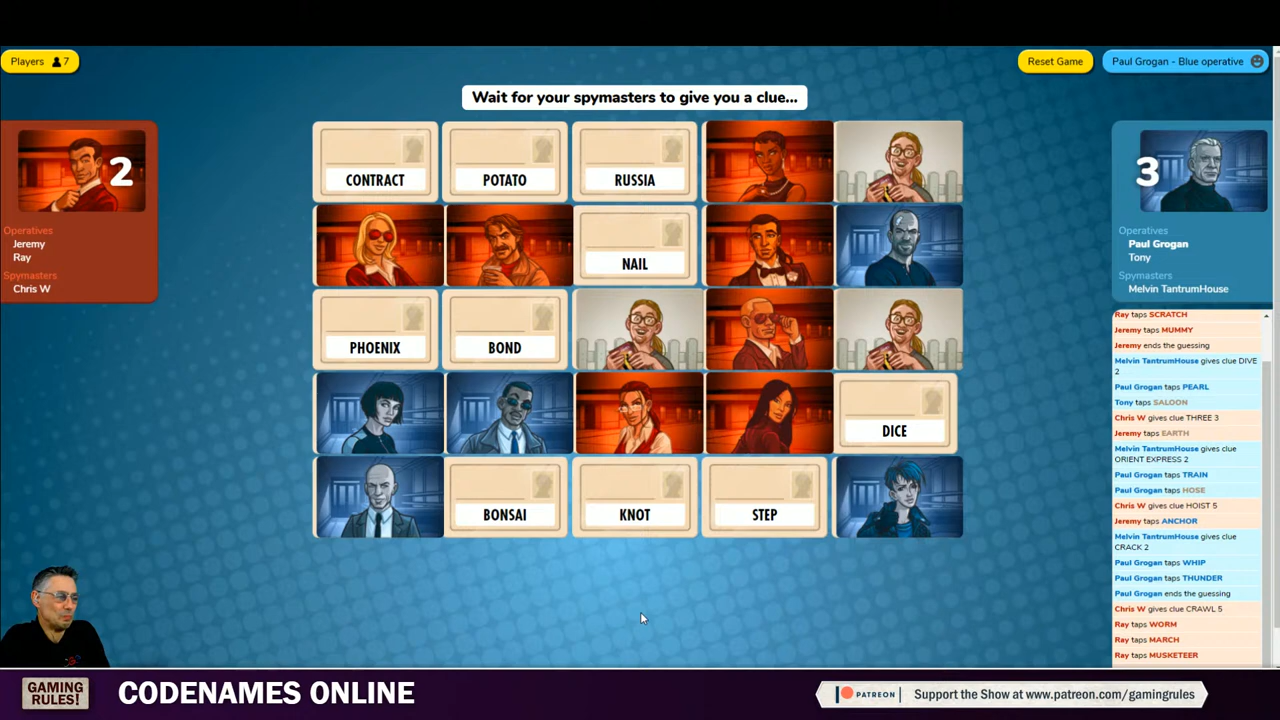 Players 7
Reset Game
Paul Grogan - Blue operative
Wait for your spymasters to give you a clue...
2
Operatives
Jeremy
Ray
Spymasters
Chris W
CONTRACT
POTATO
RUSSIA
NAIL
PHOENIX
BOND
DICE
BONSAI
KNOT
STEP
3
Operatives
Paul Grogan
Tony
Spymasters
Melvin TantrumHouse
Ray taps SCRATCH
Jeremy taps MUMMY
Jeremy ends the guessing
Melvin TantrumHouse gives clue DIVE
2
Paul Grogan taps PEARL
Tony taps SALOON
Chris W gives clue THREE 3
Jeremy taps EARTH
Melvin TantrumHouse gives clue
ORIENT EXPRESS 2
Paul Grogan taps TRAIN
Paul Grogan taps HOSE
Chris W gives clue HOIST 5
Jeremy taps ANCHOR
Melvin TantrumHouse gives clue
CRACK 2
Paul Grogan taps WHIP
Paul Grogan taps THUNDER
Paul Grogan ends the guessing
Chris W gives clue CRAWL 5
Ray taps WORM
Ray taps MARCH
Ray taps MUSKETEER
GAMING
RULES!
CODENAMES ONLINE
PATREON
Support the Show at www.patreon.com/gamingrules